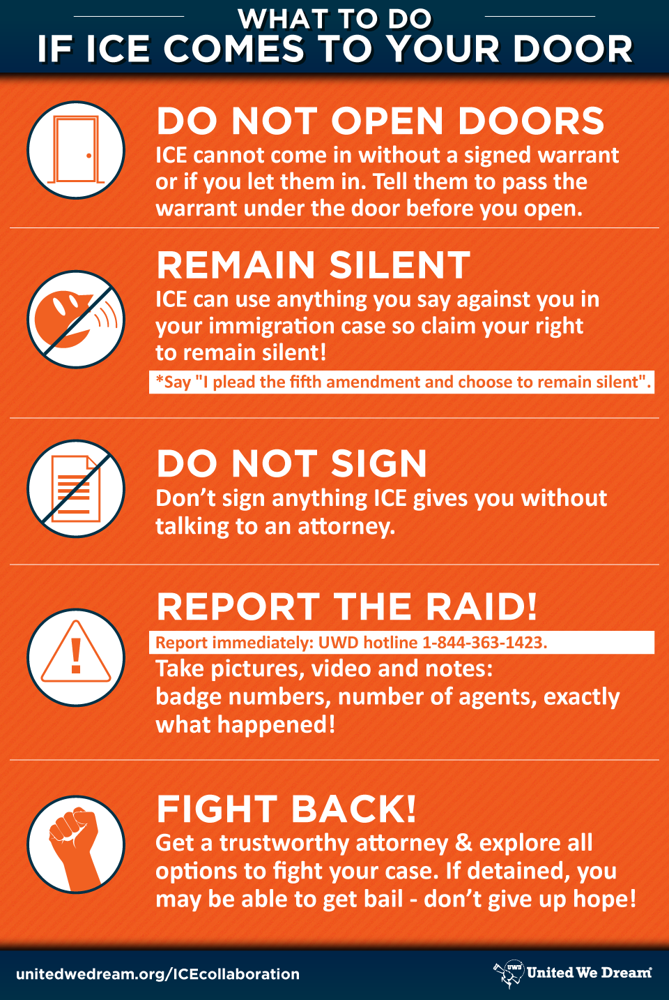 WHAT TO DO
IF ICE COMES TO YOUR DOOR
DO NOT OPEN DOORS
ICE cannot come in without a signed warrant
or if you let them in. Tell them to pass the
warrant under the door before you open.
REMAIN SILENT
ICE can use anything you say against you in
your immigration case so claim your right
to remain silent!
*Say "I plead the fifth amendment and choose to remain silent".
DO NOT SIGN
Don't sign anything ICE gives you without
talking to an attorney.
REPORT THE RAID!
Report immediately: UWD hotline 1-844-363-1423.
Take pictures, video and notes:
badge numbers, number of agents, exactly
what happened!
FIGHT BACK!
Get a trustworthy attorney & explore all
options to fight your case. If detained, you
may be able to get bail - don't give up hope!
unitedwedream.org/ICEcollaboration
UWD
United We Dream®